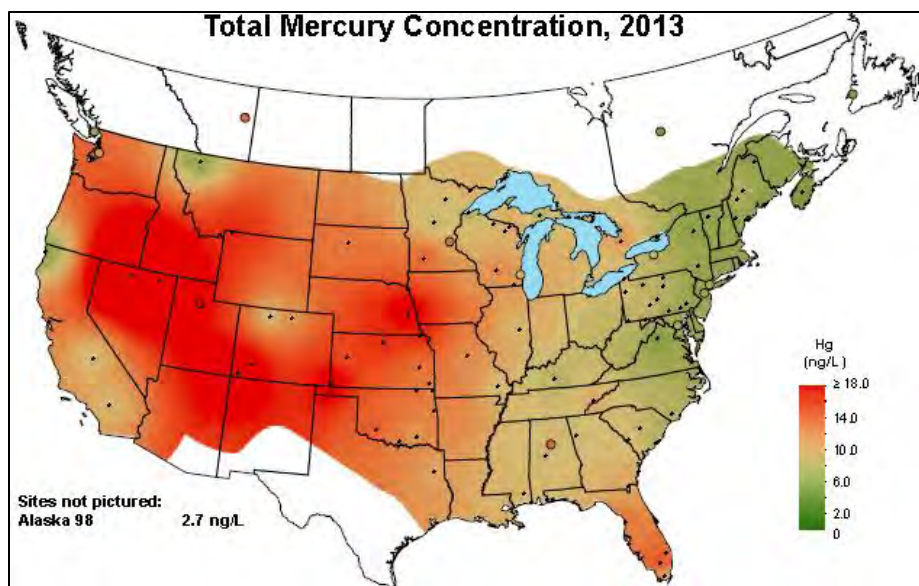 Total Mercury Concentration, 2013
Hg
(ng/L)
≥ 18.0
14.0
10.0
6.0
2.0
0
Sites not pictured:
Alaska 98 2.7 ng/L